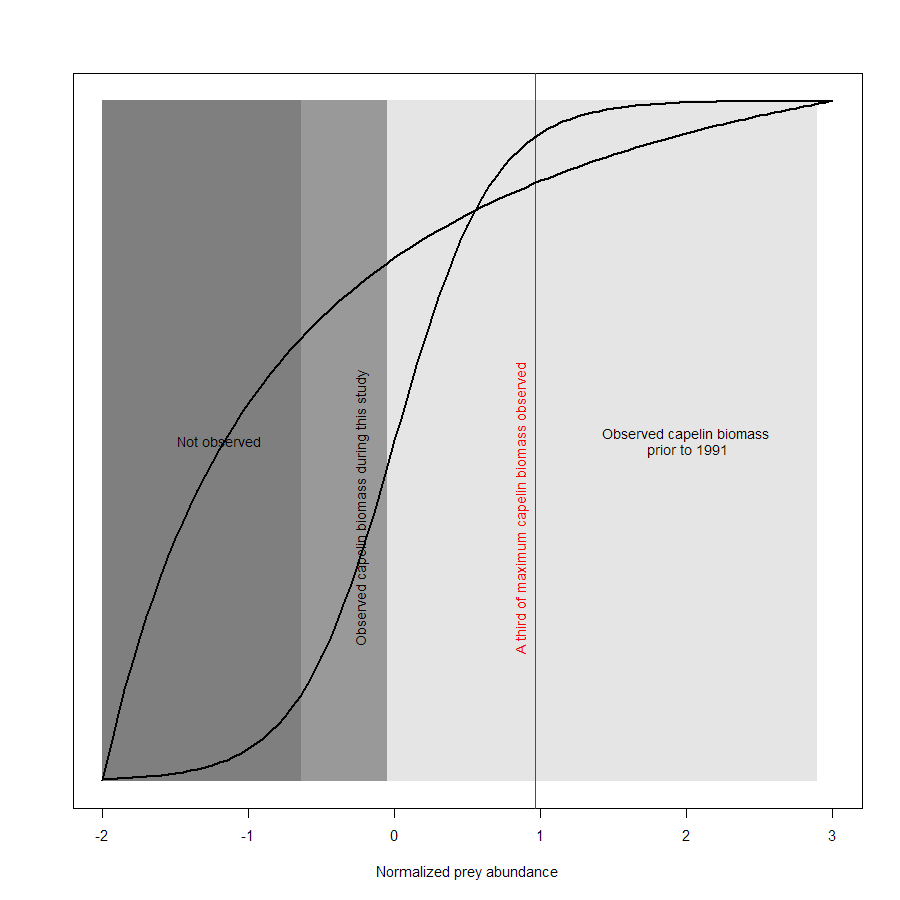 Not observed
Observed capelin biomass during this study
A third of maximum capelin biomass observed
Observed capelin biomass
prior to 1991
-2 -1 0 1 2 3
Normalized prey abundance